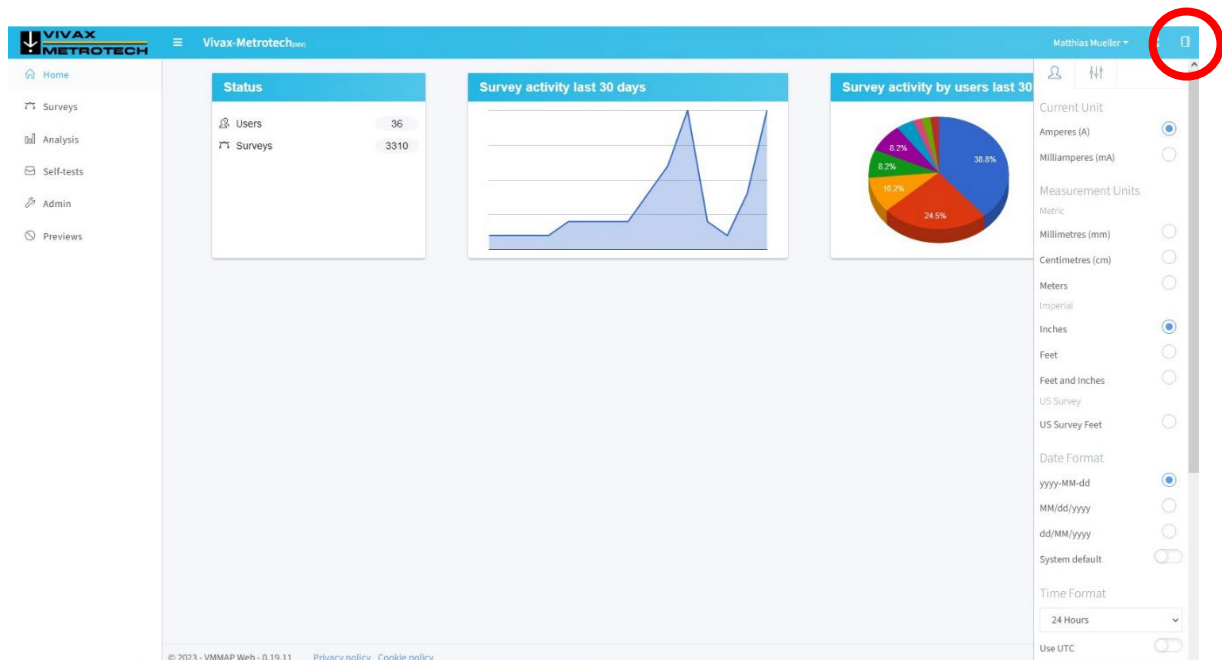 VIVAX
METROTECH
Vivax-Metrotech(DEV)
Matthias Mueller
Home
Surveys
Analysis
Self-tests
Admin
Previews
Status
Users 36
Surveys 3310
Survey activity last 30 days
Survey activity by users last 30
38.8%
24.5%
10.2%
8.2%
8.2%
Current Unit
Amperes (A)
Milliamperes (mA)
Measurement Units
Metric
Millimetres (mm)
Centimetres (cm)
Meters
Imperial
Inches
Feet
Feet and Inches
US Survey
US Survey Feet
Date Format
yyyy-MM-dd
MM/dd/yyyy
dd/MM/yyyy
System default
Time Format
24 Hours
Use UTC
© 2023 - VMMAP Web - 0.19.11 Privacy policy Cookie policy